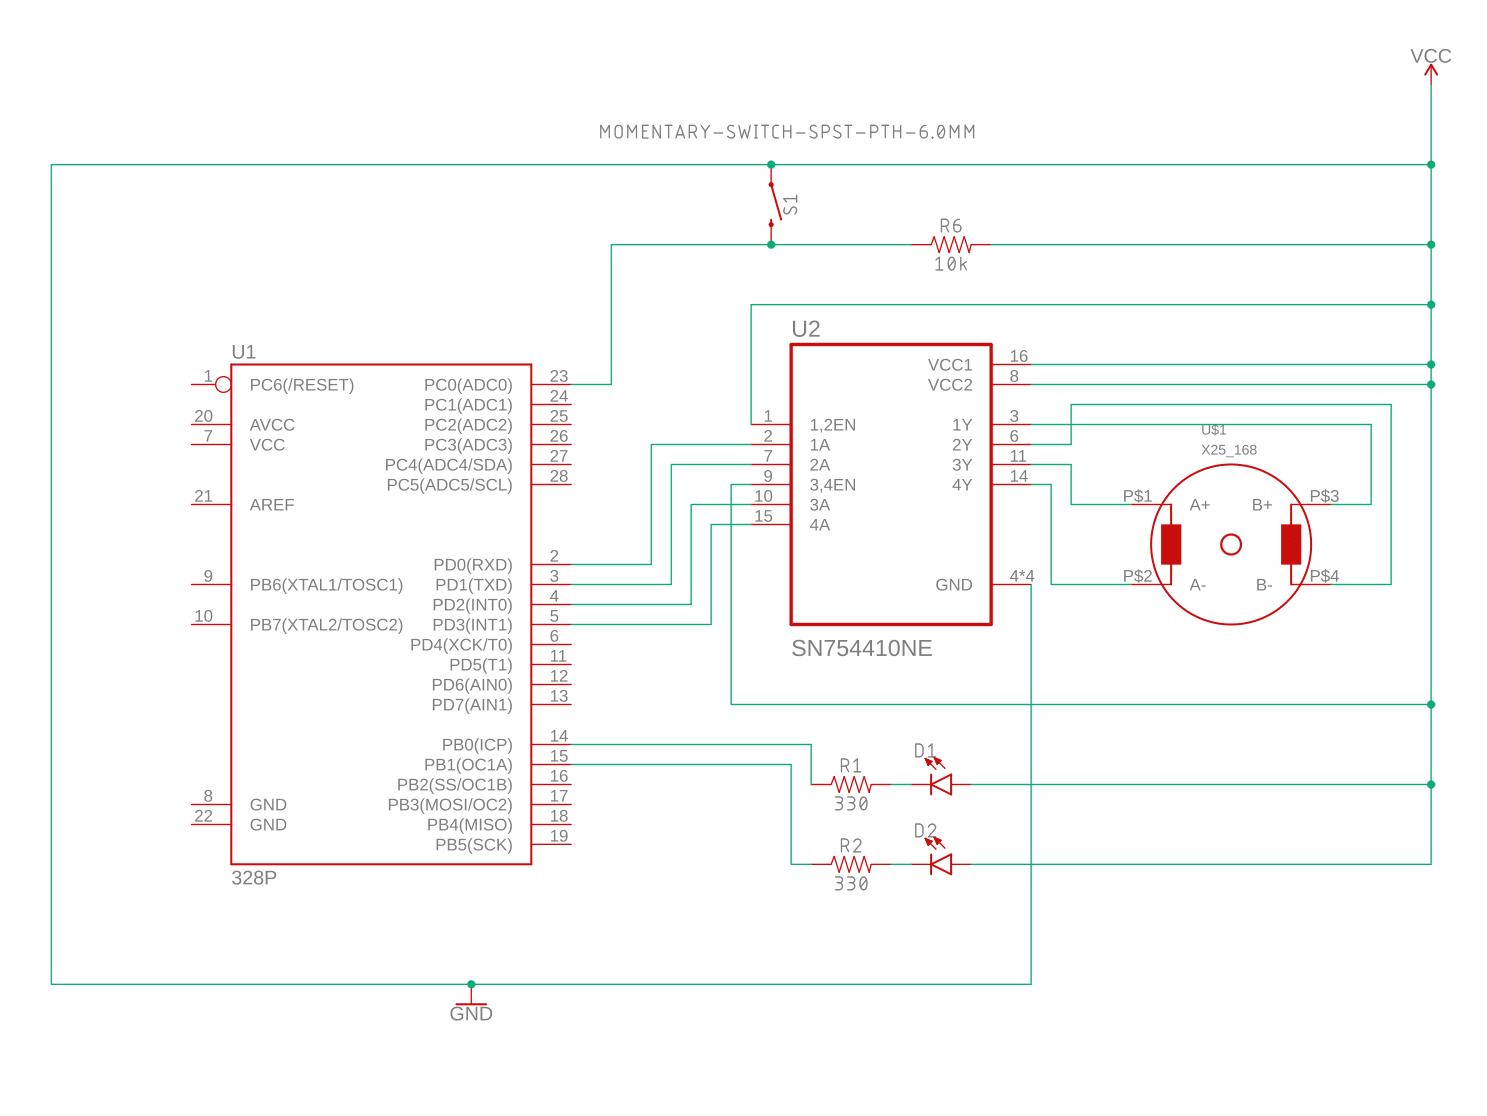 VCC
MOMENTARY-SWITCH-SPST-PTH-6.0MM
S1
R6
10k
U1
1 PC6(/RESET)
20 AVCC
7 VCC
21 AREF
9 PB6(XTAL1/TOSC1)
10 PB7(XTAL2/TOSC2)
8 GND
22 GND
PC0(ADC0) 23
PC1(ADC1) 24
PC2(ADC2) 25
PC3(ADC3) 26
PC4(ADC4/SDA) 27
PC5(ADC5/SCL) 28
PD0(RXD) 2
PD1(TXD) 3
PD2(INT0) 4
PD3(INT1) 5
PD4(XCK/T0) 6
PD5(T1) 11
PD6(AIN0) 12
PD7(AIN1) 13
PB0(ICP) 14
PB1(OC1A) 15
PB2(SS/OC1B) 16
PB3(MOSI/OC2) 17
PB4(MISO) 18
PB5(SCK) 19
328P
U2
1 1,2EN
2 1A
7 2A
9 3,4EN
10 3A
15 4A
VCC1 16
VCC2 8
1Y 3
2Y 6
3Y 11
4Y 14
GND 4*4
SN754410NE
U$1
X25_168
P$1 A+ B+ P$3
P$2 A- B- P$4
R1
330
D1
R2
330
D2
GND